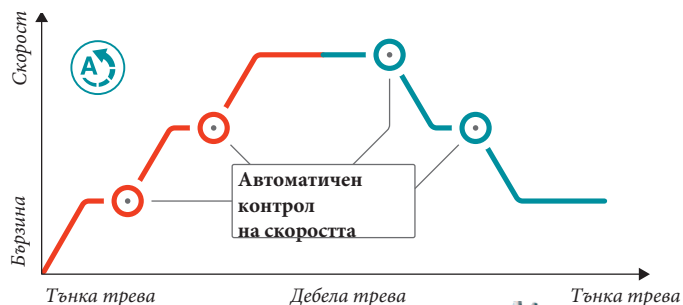 Скорост
A
Автоматичен
контрол
на скоростта
Бързина
Тънка трева
Дебела трева
Тънка трева